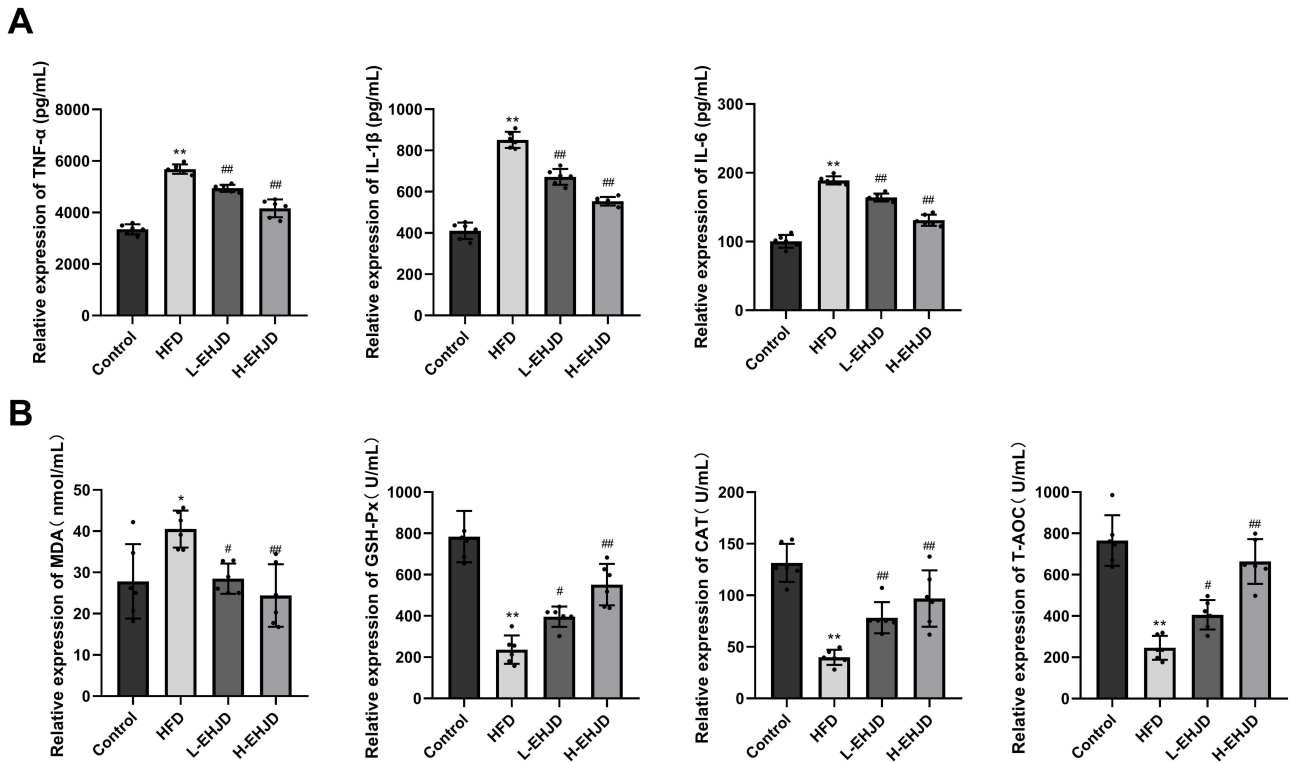 A
Relative expression of TNF-α (pg/mL)
8000
6000
4000
2000
0
**
##
##
Control
HFD
L-EHJD
H-EHJD
Relative expression of IL-1β (pg/mL)
1000
800
600
400
200
0
**
##
##
Control
HFD
L-EHJD
H-EHJD
Relative expression of IL-6 (pg/mL)
300
200
100
0
**
##
##
Control
HFD
L-EHJD
H-EHJD
B
Relative expression of MDA( nmol/mL)
50
40
30
20
10
0
*
#
##
Control
HFD
L-EHJD
H-EHJD
Relative expression of GSH-Px( U/mL)
1000
800
600
400
200
0
**
#
##
Control
HFD
L-EHJD
H-EHJD
Relative expression of CAT( U/mL)
200
150
100
50
0
**
##
##
Control
HFD
L-EHJD
H-EHJD
Relative expression of T-AOC( U/mL)
1000
800
600
400
200
0
**
#
##
Control
HFD
L-EHJD
H-EHJD